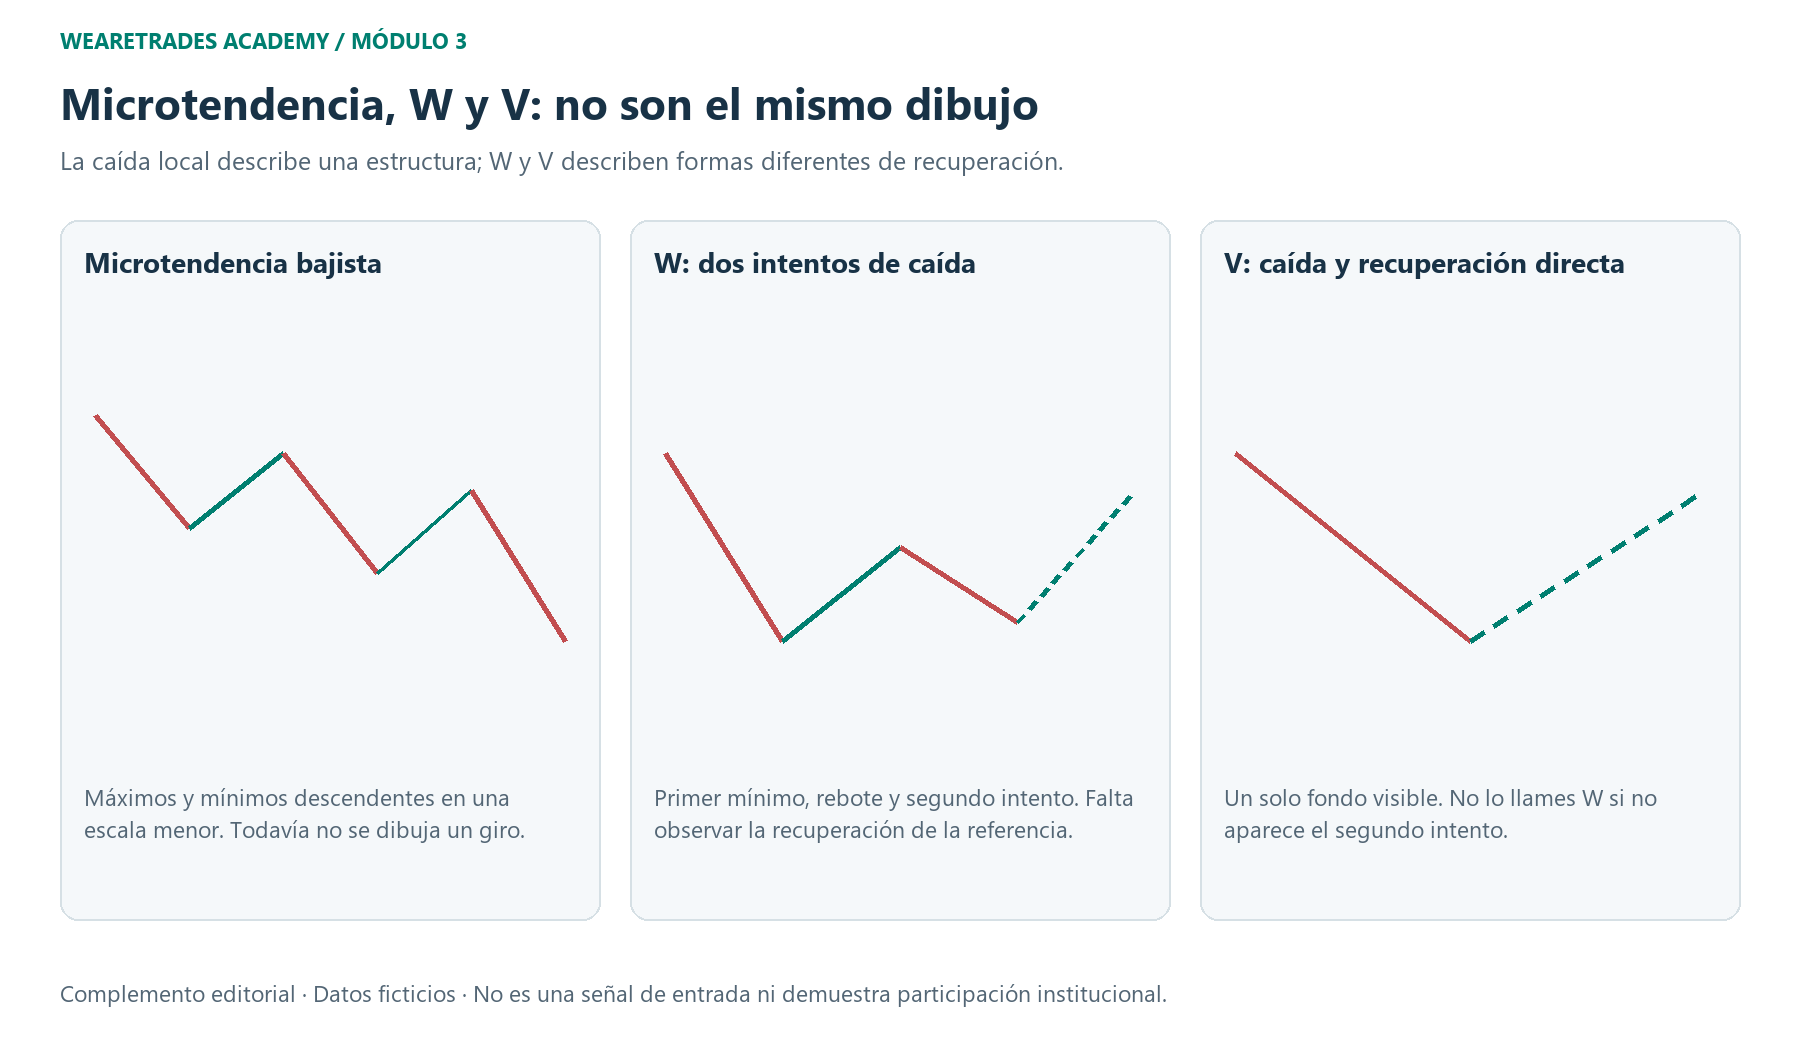 WEARETRADES ACADEMY / MÓDULO 3
Microtendencia, W y V: no son el mismo dibujo
La caída local describe una estructura; W y V describen formas diferentes de recuperación.
Microtendencia bajista
Máximos y mínimos descendentes en una
escala menor. Todavía no se dibuja un giro.
W: dos intentos de caída
Primer mínimo, rebote y segundo intento. Falta
observar la recuperación de la referencia.
V: caída y recuperación directa
Un solo fondo visible. No lo llames W si no
aparece el segundo intento.
Complemento editorial · Datos ficticios · No es una señal de entrada ni demuestra participación institucional.